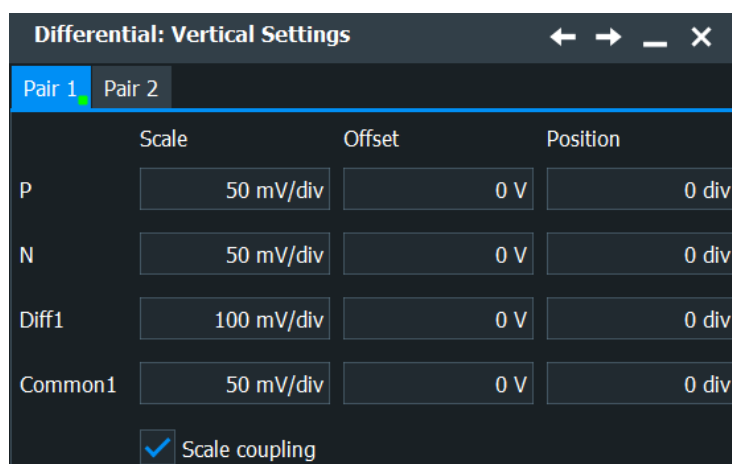 Differential: Vertical Settings
Pair 1 Pair 2
Scale Offset Position
P 50 mV/div 0 V 0 div
N 50 mV/div 0 V 0 div
Diff1 100 mV/div 0 V 0 div
Common1 50 mV/div 0 V 0 div
Scale coupling